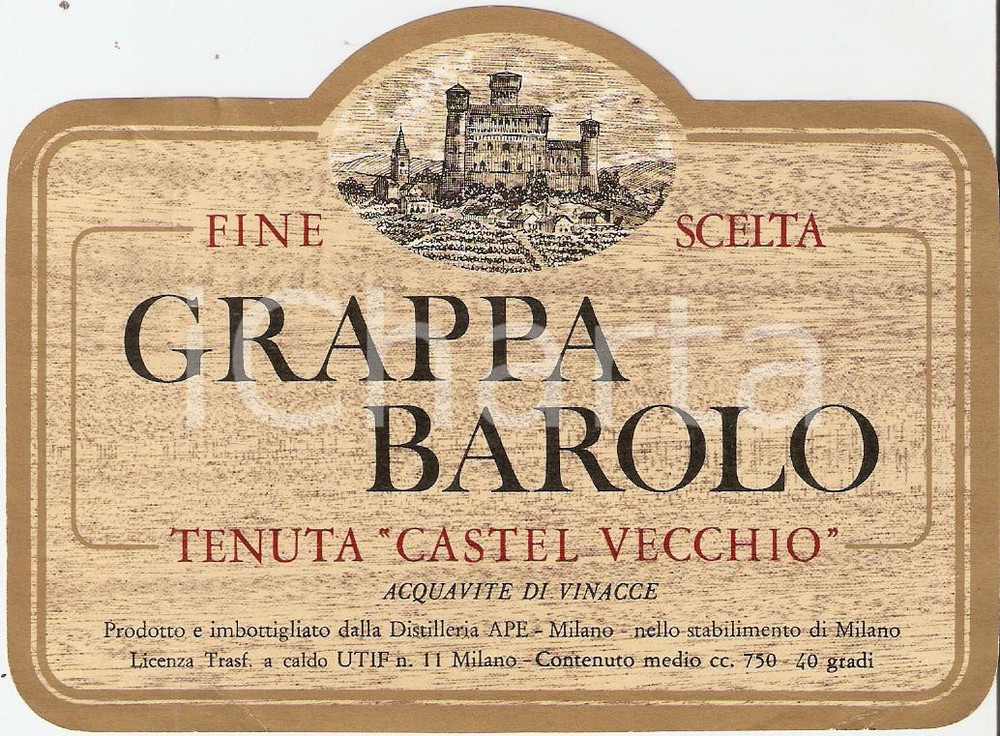 FINE SCELTA
GRAPPA
BAROLO
TENUTA “CASTEL VECCHIO”
ACQUAVITE DI VINACCE
Prodotto e imbottigliato dalla Distilleria APE - Milano - nello stabilimento di Milano
Licenza Trasf. a caldo UTIF n. 11 Milano - Contenuto medio cc. 750 - 40 gradi
iCharta